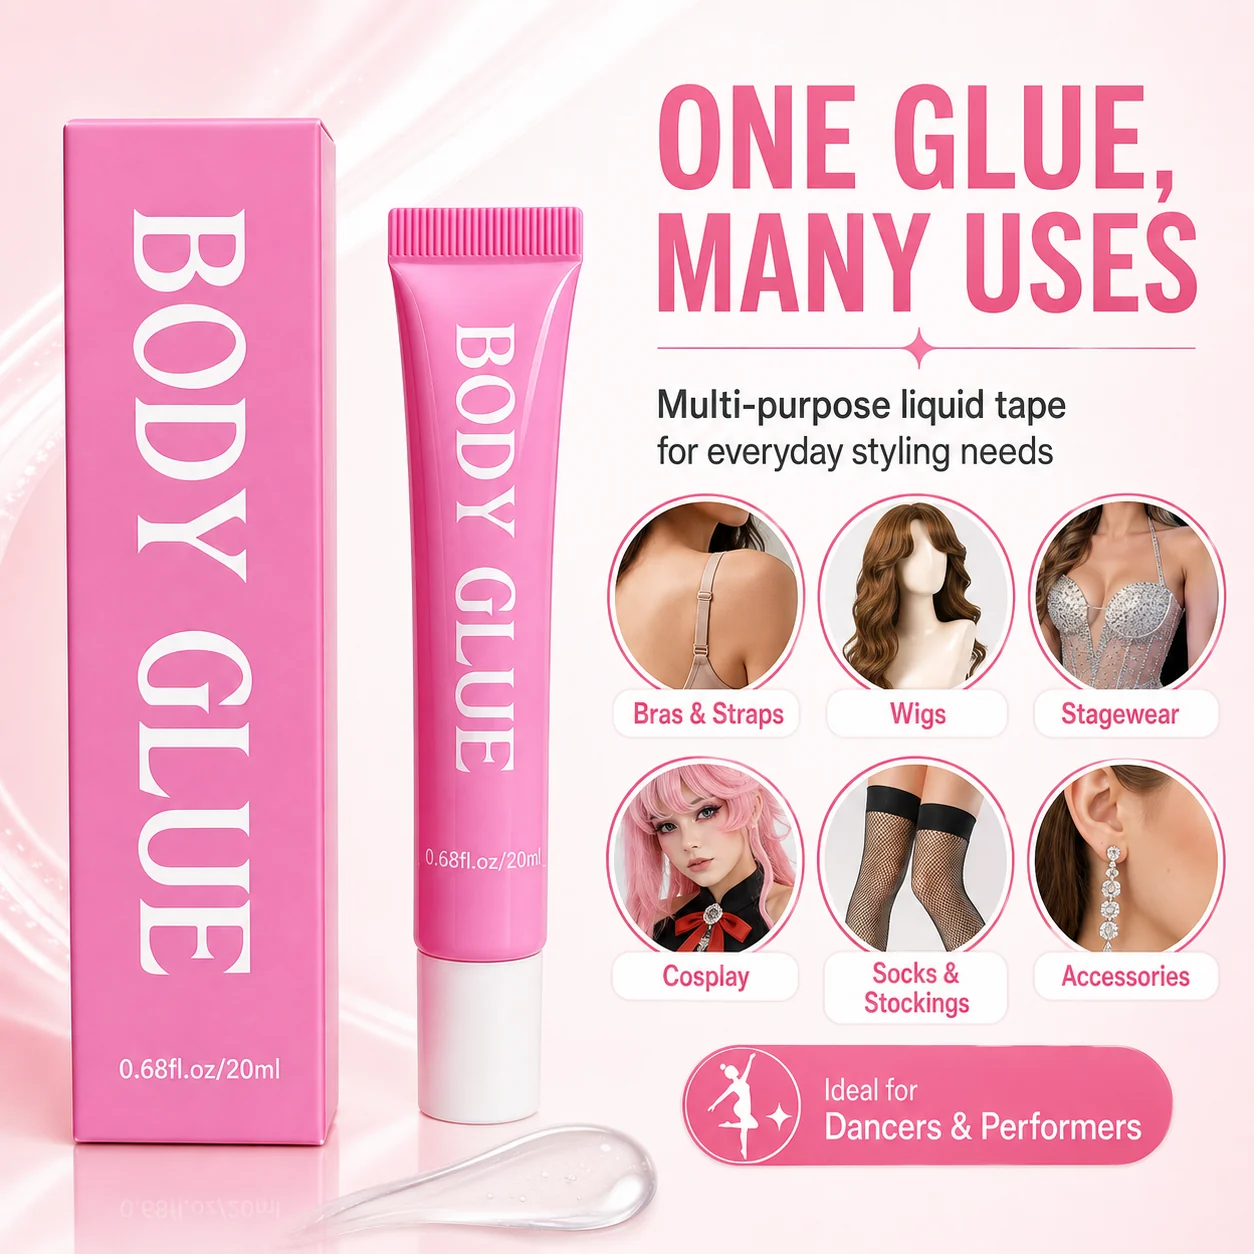 BODY GLUE
0.68fl.oz/20ml
BODY GLUE
0.68fl.oz/20ml
ONE GLUE,
MANY USES
Multi-purpose liquid tape
for everyday styling needs
Bras & Straps
Wigs
Stagewear
Cosplay
Socks &
Stockings
Accessories
Ideal for
Dancers & Performers